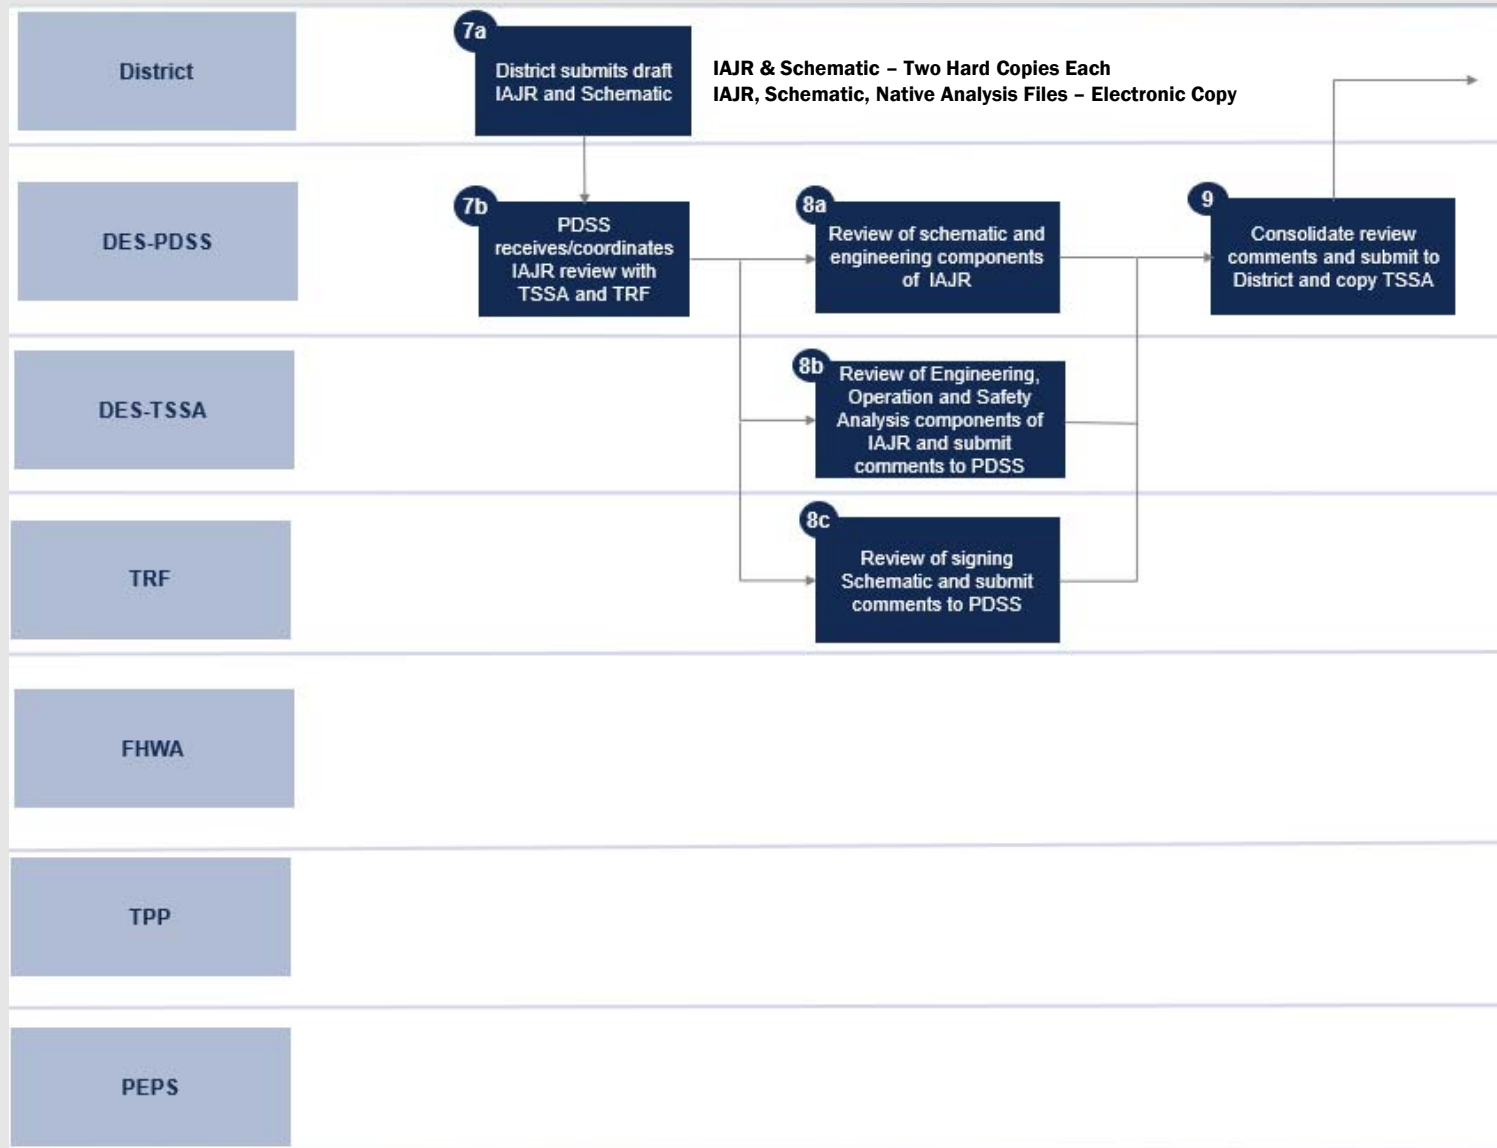 District
7a
District submits draft
IAJR and Schematic
IAJR & Schematic – Two Hard Copies Each
IAJR, Schematic, Native Analysis Files – Electronic Copy
DES-PDSS
7b
PDSS
receives/coordinates
IAJR review with
TSSA and TRF
8a
Review of schematic and
engineering components
of IAJR
9
Consolidate review
comments and submit to
District and copy TSSA
DES-TSSA
8b
Review of Engineering,
Operation and Safety
Analysis components of
IAJR and submit
comments to PDSS
TRF
8c
Review of signing
Schematic and submit
comments to PDSS
FHWA
TPP
PEPS